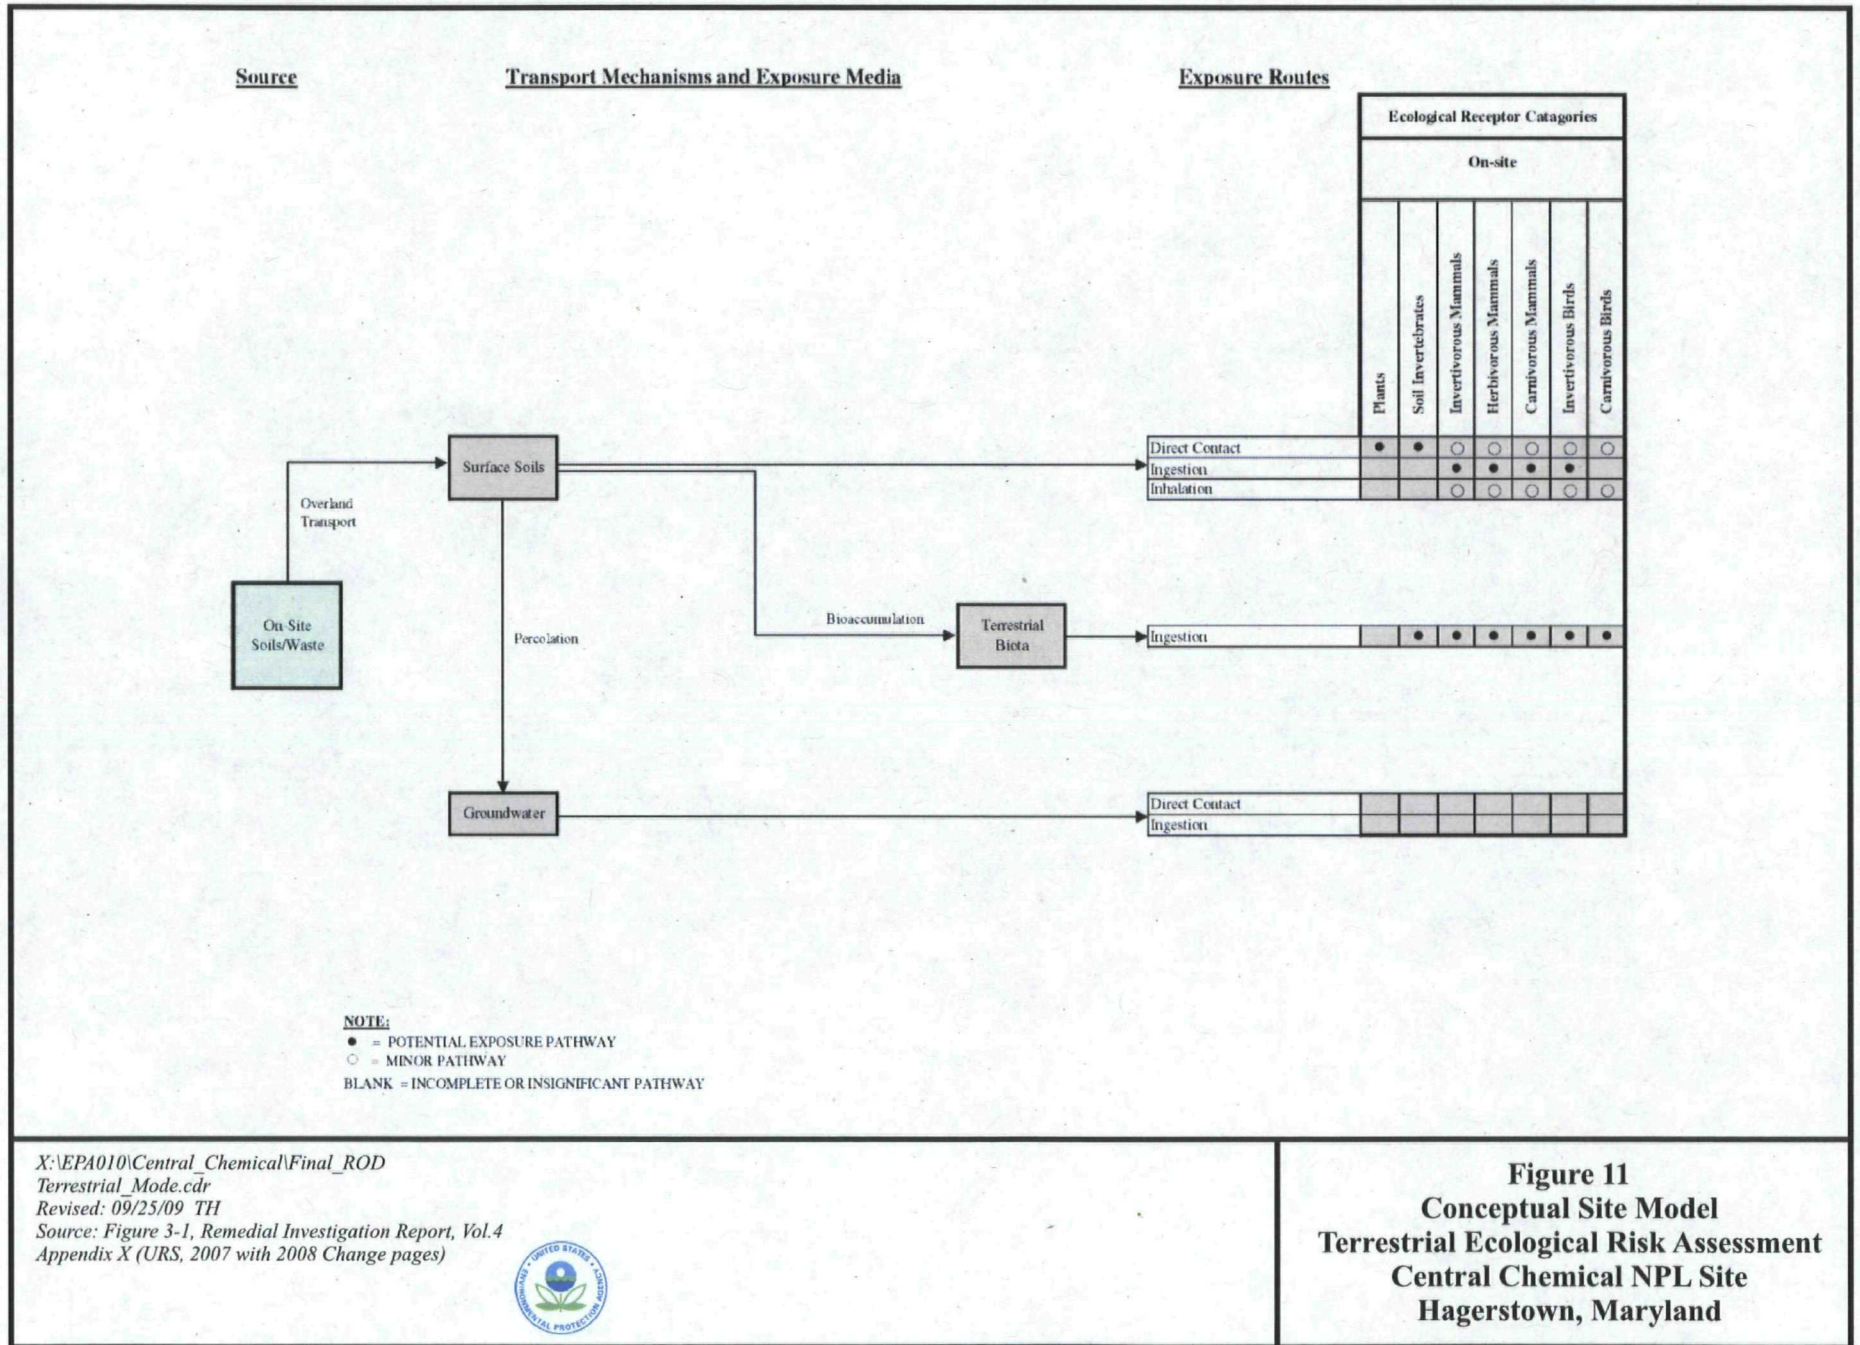 Source
Transport Mechanisms and Exposure Media
Exposure Routes
Ecological Receptor Catagories
On-site
Plants
Soil Invertebrates
Invertivorous Mammals
Herbivorous Mammals
Carnivorous Mammals
Invertivorous Birds
Carnivorous Birds
Direct Contact ● ● ○ ○ ○ ○ ○
Ingestion ● ● ● ●
Inhalation ○ ○ ○ ○ ○
Surface Soils
Overland
Transport
On-Site
Soils/Waste
Percolation
Bioaccumulation
Terrestrial
Biota
Ingestion ● ● ● ● ● ●
Groundwater
Direct Contact
Ingestion
NOTE:
● = POTENTIAL EXPOSURE PATHWAY
○ = MINOR PATHWAY
BLANK = INCOMPLETE OR INSIGNIFICANT PATHWAY
X:\EPA010\Central_Chemical\Final_ROD
Terrestrial_Mode.cdr
Revised: 09/25/09 TH
Source: Figure 3-1, Remedial Investigation Report, Vol.4
Appendix X (URS, 2007 with 2008 Change pages)
UNITED STATES
ENVIRONMENTAL PROTECTION AGENCY
Figure 11
Conceptual Site Model
Terrestrial Ecological Risk Assessment
Central Chemical NPL Site
Hagerstown, Maryland